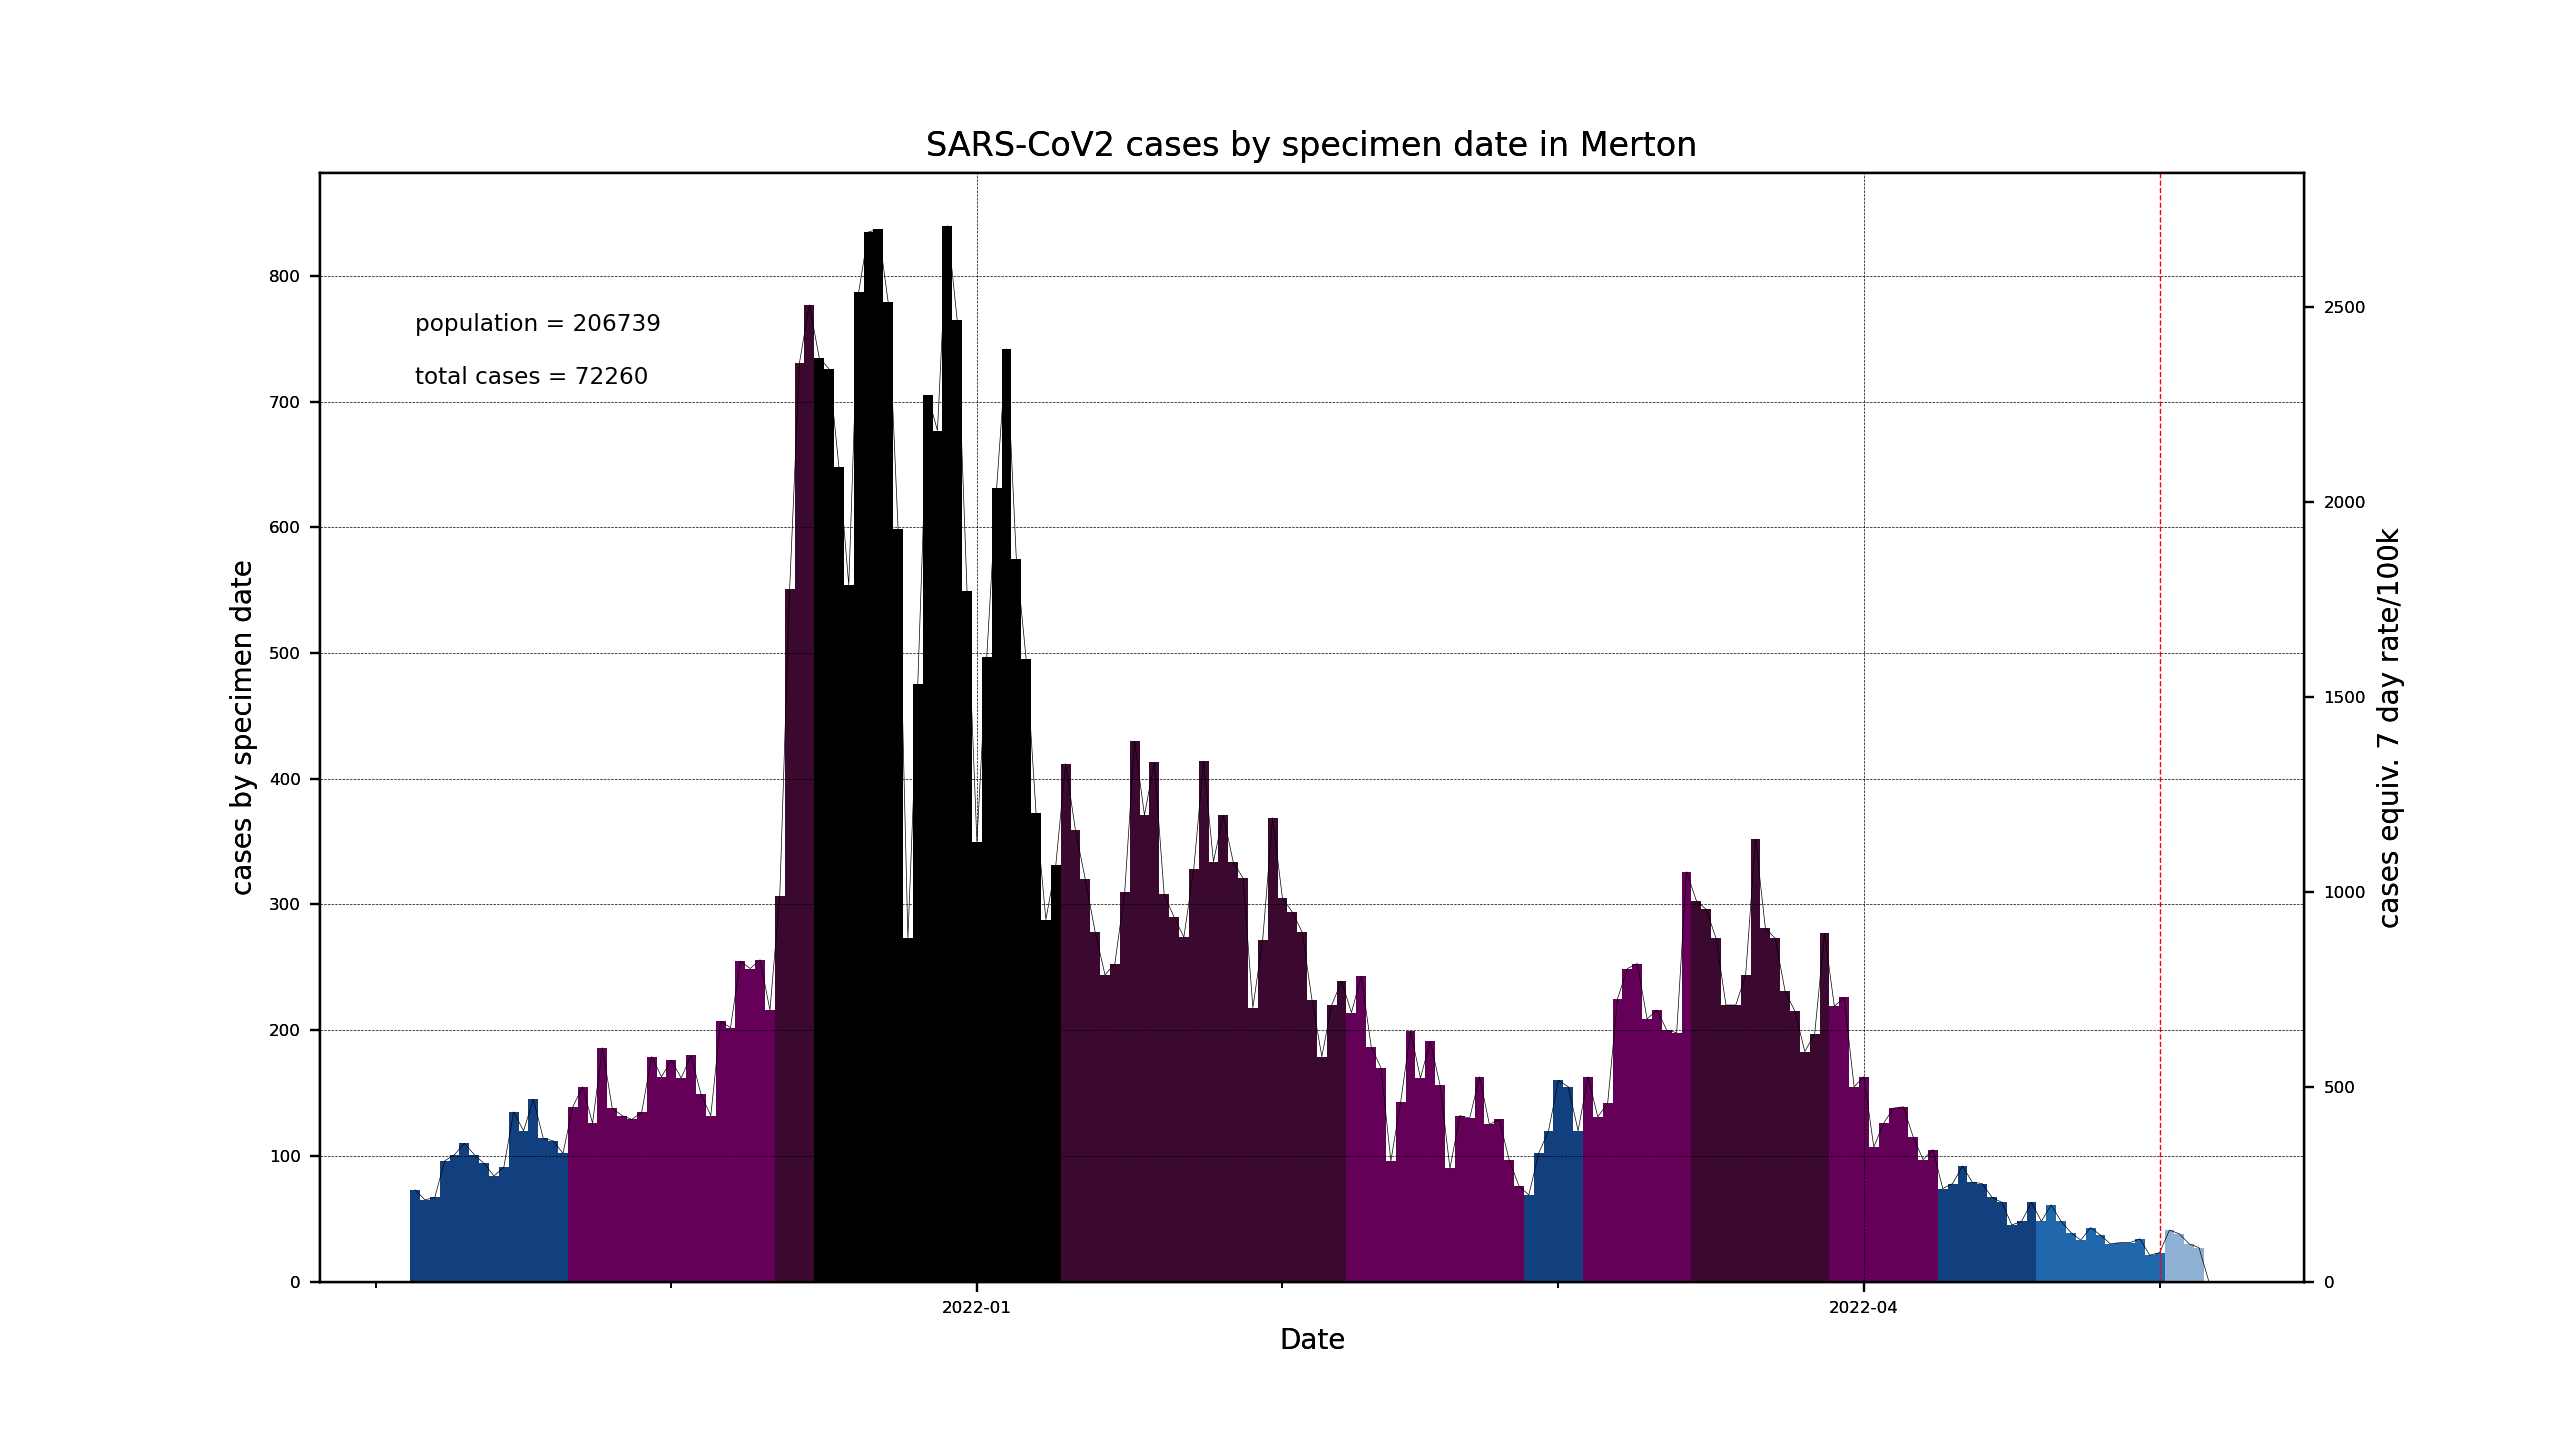 SARS-CoV2 cases by specimen date in Merton
population = 206739
total cases = 72260
cases by specimen date
800
700
600
500
400
300
200
100
0
2500
2000
1500
1000
500
0
cases equiv. 7 day rate/100k
2022-01
2022-04
Date